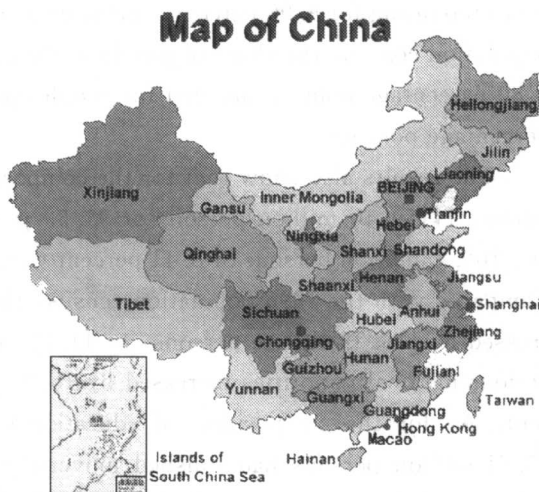 Map of China
Heilongjiang
Jilin
Liaoning
Inner Mongolia
BEIJING
Tianjin
Xinjiang
Gansu
Hebei
Ningxia
Shanxi
Shandong
Qinghai
Shaanxi
Henan
Jiangsu
Tibet
Sichuan
Hubei
Anhui
Shanghai
Chongqing
Zhejiang
Hunan
Jiangxi
Guizhou
Fujian
Yunnan
Guangxi
Guangdong
Taiwan
Hong Kong
Macao
Hainan
Islands of
South China Sea